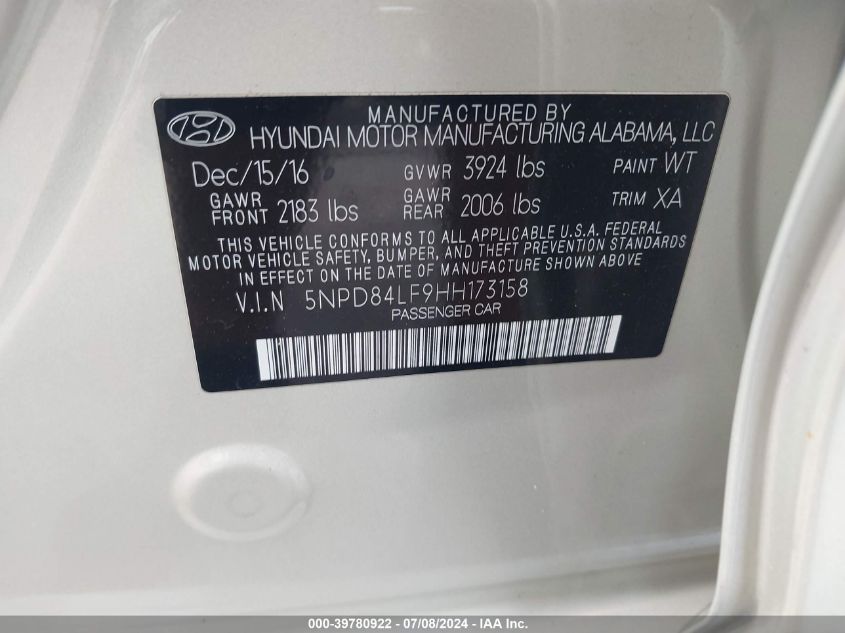 MANUFACTURED BY
HYUNDAI MOTOR MANUFACTURING ALABAMA, LLC
Dec/15/16 GVWR 3924 lbs PAINT WT
GAWR FRONT 2183 lbs GAWR REAR 2006 lbs TRIM XA
THIS VEHICLE CONFORMS TO ALL APPLICABLE U.S.A. FEDERAL
MOTOR VEHICLE SAFETY, BUMPER, AND THEFT PREVENTION STANDARDS
IN EFFECT ON THE DATE OF MANUFACTURE SHOWN ABOVE
V.I.N 5NPD84LF9HH173158
PASSENGER CAR
000-39780922 - 07/08/2024 - IAA Inc.